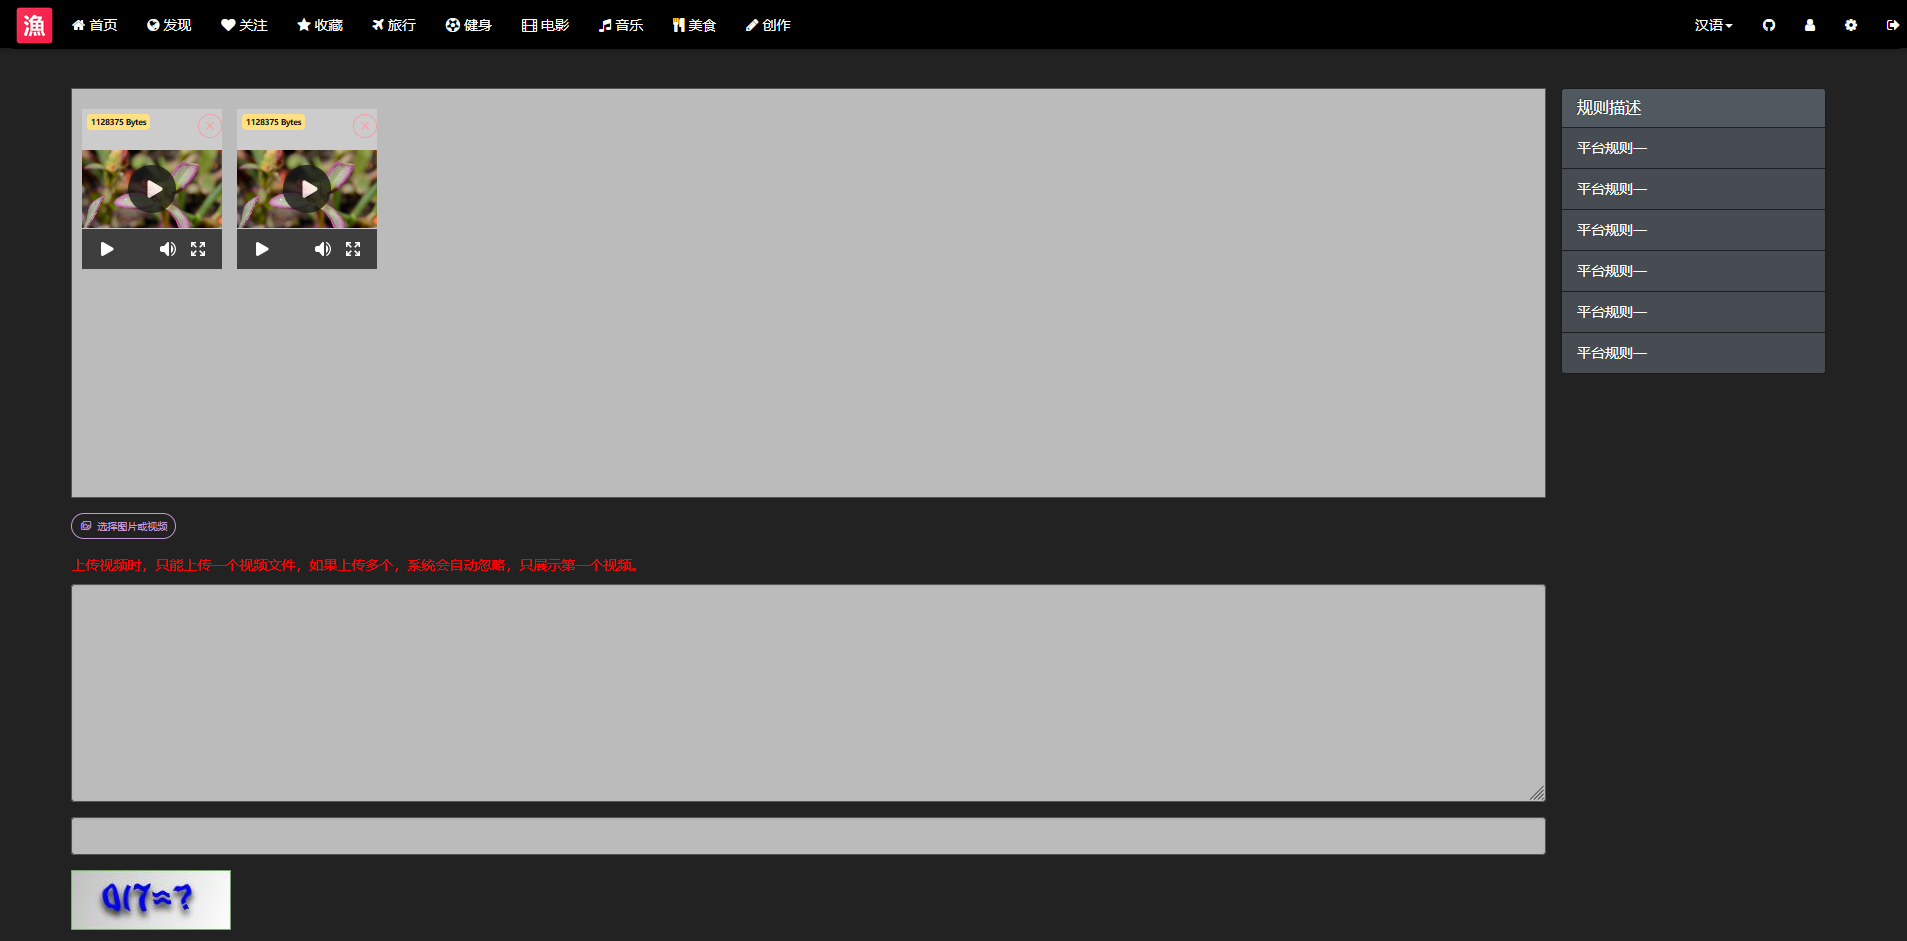 漁 首页 发现 关注 收藏 旅行 健身 电影 音乐 美食 创作 汉语
1128375 Bytes 1128375 Bytes
规则描述
平台规则一
平台规则一
平台规则一
平台规则一
平台规则一
平台规则一
选择图片或视频
上传视频时，只能上传一个视频文件，如果上传多个，系统会自动忽略，只展示第一个视频。
0/7≈?